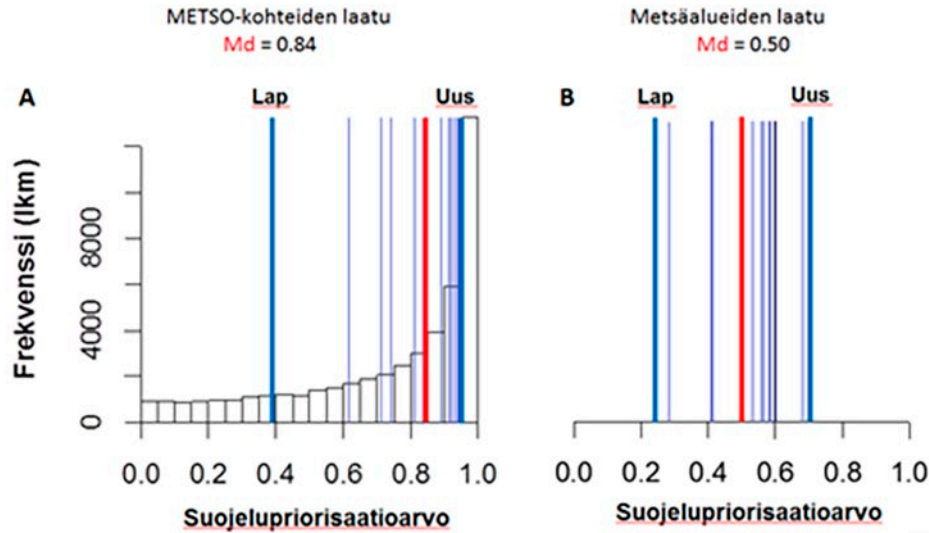 METSO-kohteiden laatu
Md = 0.84
A
Lap
Uus
Frekvenssi (lkm)
8000
4000
0
0.0 0.2 0.4 0.6 0.8 1.0
Suojelupriorisaatioarvo
Metsäalueiden laatu
Md = 0.50
B
Lap
Uus
0.0 0.2 0.4 0.6 0.8 1.0
Suojelupriorisaatioarvo